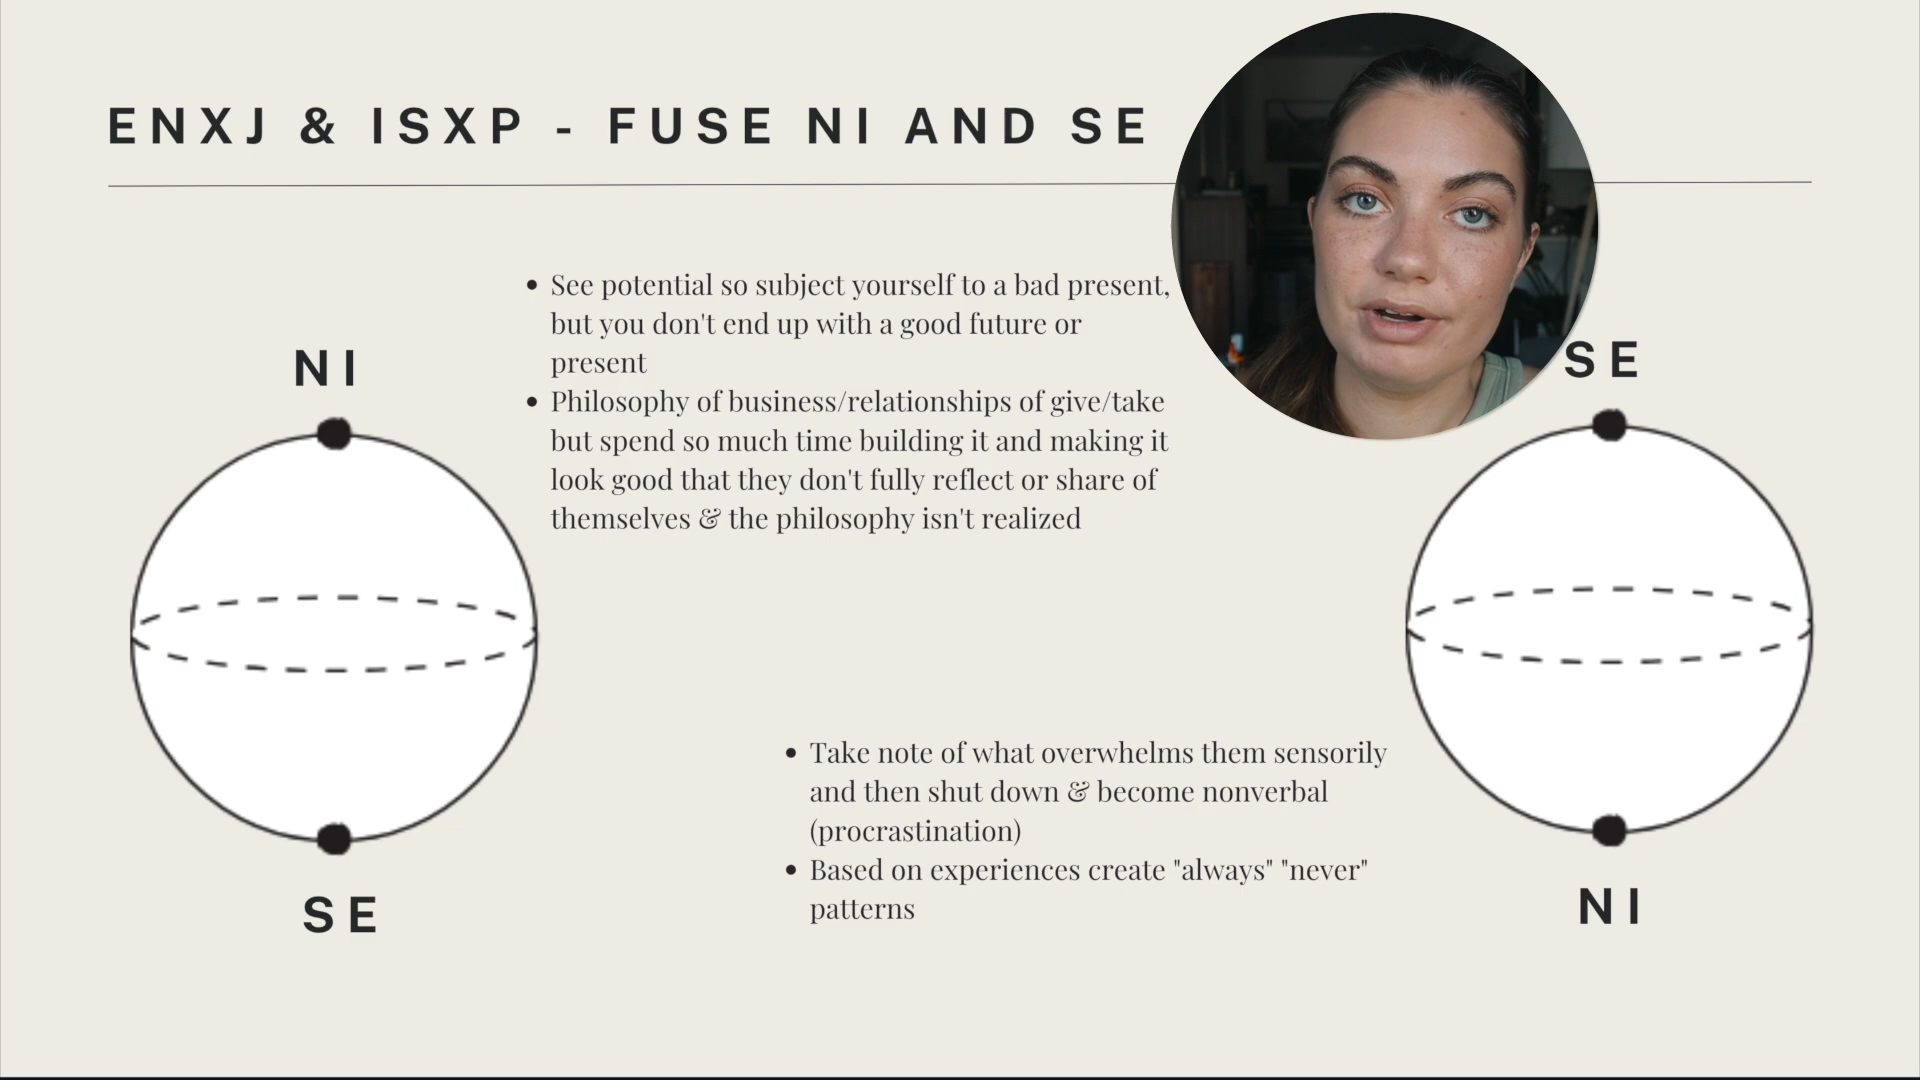 ENXJ & ISXP - FUSE NI AND SE
See potential so subject yourself to a bad present,
but you don't end up with a good future or
present
Philosophy of business/relationships of give/take
but spend so much time building it and making it
look good that they don't fully reflect or share of
themselves & the philosophy isn't realized
NI
SE
SE
NI
Take note of what overwhelms them sensorily
and then shut down & become nonverbal
(procrastination)
Based on experiences create "always" "never"
patterns